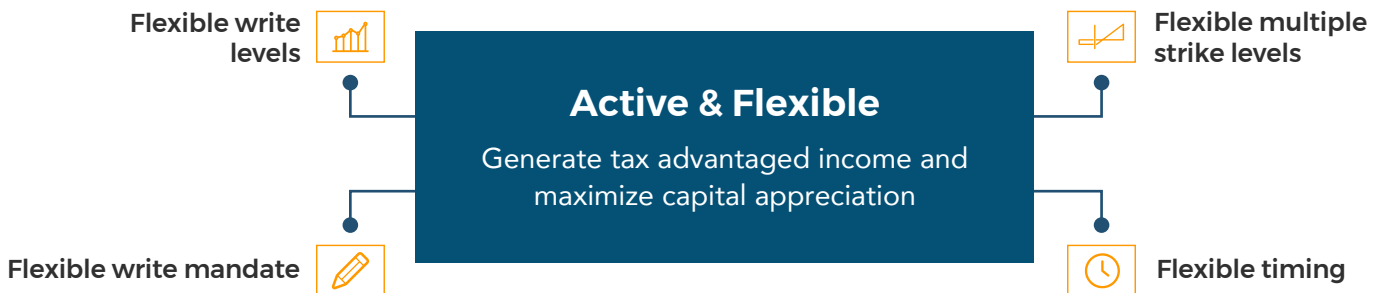 Flexible write
levels
Flexible multiple
strike levels
Active & Flexible
Generate tax advantaged income and
maximize capital appreciation
Flexible write mandate
Flexible timing